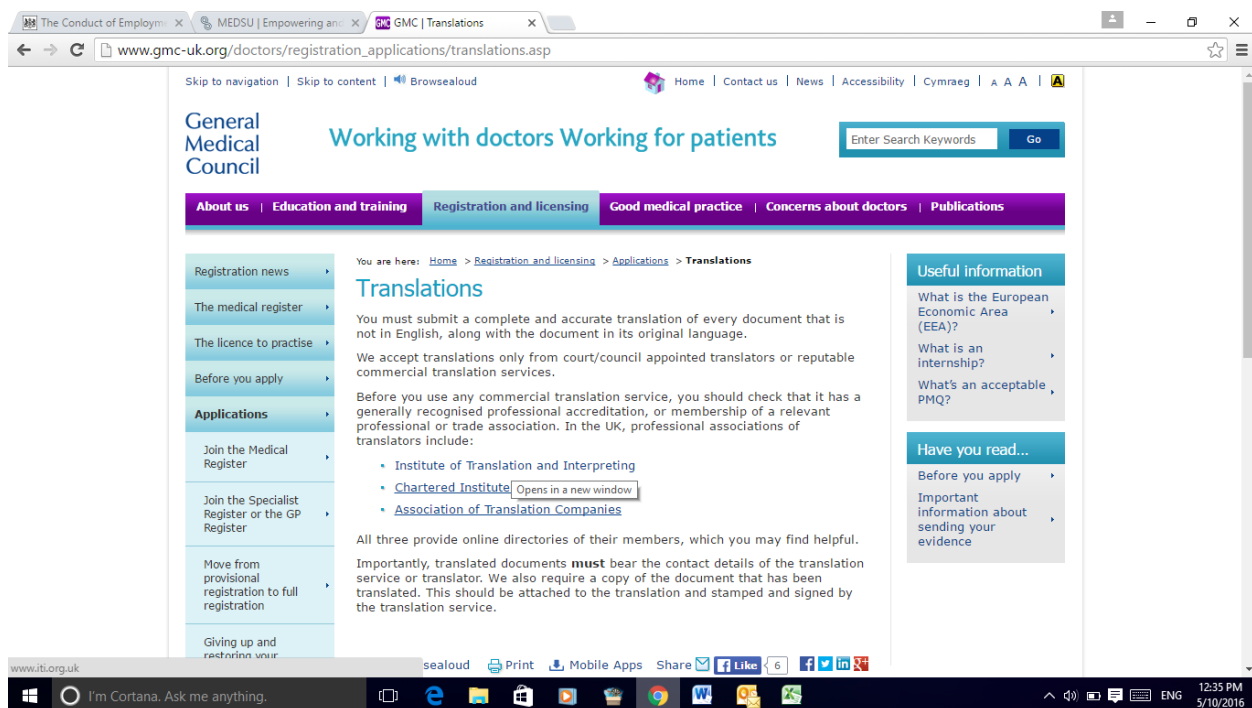 The Conduct of Employme
MEDSU | Empowering and
GMC GMC | Translations
www.gmc-uk.org/doctors/registration_applications/translations.asp
Skip to navigation | Skip to content | Browsealoud
Home | Contact us | News | Accessibility | Cymraeg | A A A | A
General
Medical
Council
Working with doctors Working for patients
Enter Search Keywords Go
About us | Education and training Registration and licensing Good medical practice | Concerns about doctors | Publications
Registration news
The medical register
The licence to practise
Before you apply
Applications
Join the Medical
Register
Join the Specialist
Register or the GP
Register
Move from
provisional
registration to full
registration
Giving up and
restoring your
You are here: Home > Registration and licensing > Applications > Translations
Translations
You must submit a complete and accurate translation of every document that is
not in English, along with the document in its original language.
We accept translations only from court/council appointed translators or reputable
commercial translation services.
Before you use any commercial translation service, you should check that it has a
generally recognised professional accreditation, or membership of a relevant
professional or trade association. In the UK, professional associations of
translators include:
Institute of Translation and Interpreting
Chartered Institute
Opens in a new window
Association of Translation Companies
All three provide online directories of their members, which you may find helpful.
Importantly, translated documents must bear the contact details of the translation
service or translator. We also require a copy of the document that has been
translated. This should be attached to the translation and stamped and signed by
the translation service.
Useful information
What is the European
Economic Area
(EEA)?
What is an
internship?
What's an acceptable
PMQ?
Have you read...
Before you apply
Important
information about
sending your
evidence
www.iti.org.uk
sealoud Print Mobile Apps Share f Like 6
I'm Cortana. Ask me anything.
ENG
12:35 PM
5/10/2016